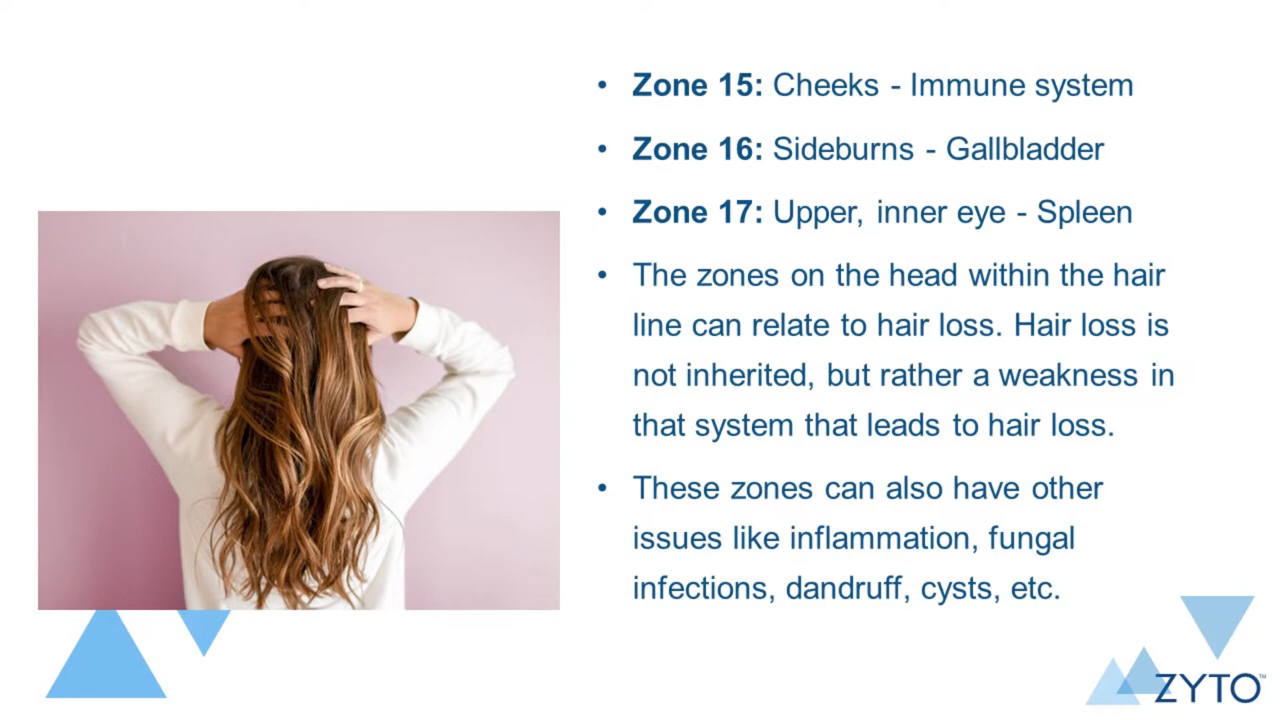 • Zone 15: Cheeks - Immune system
• Zone 16: Sideburns - Gallbladder
• Zone 17: Upper, inner eye - Spleen
• The zones on the head within the hair
line can relate to hair loss. Hair loss is
not inherited, but rather a weakness in
that system that leads to hair loss.
• These zones can also have other
issues like inflammation, fungal
infections, dandruff, cysts, etc.
ZYTO™